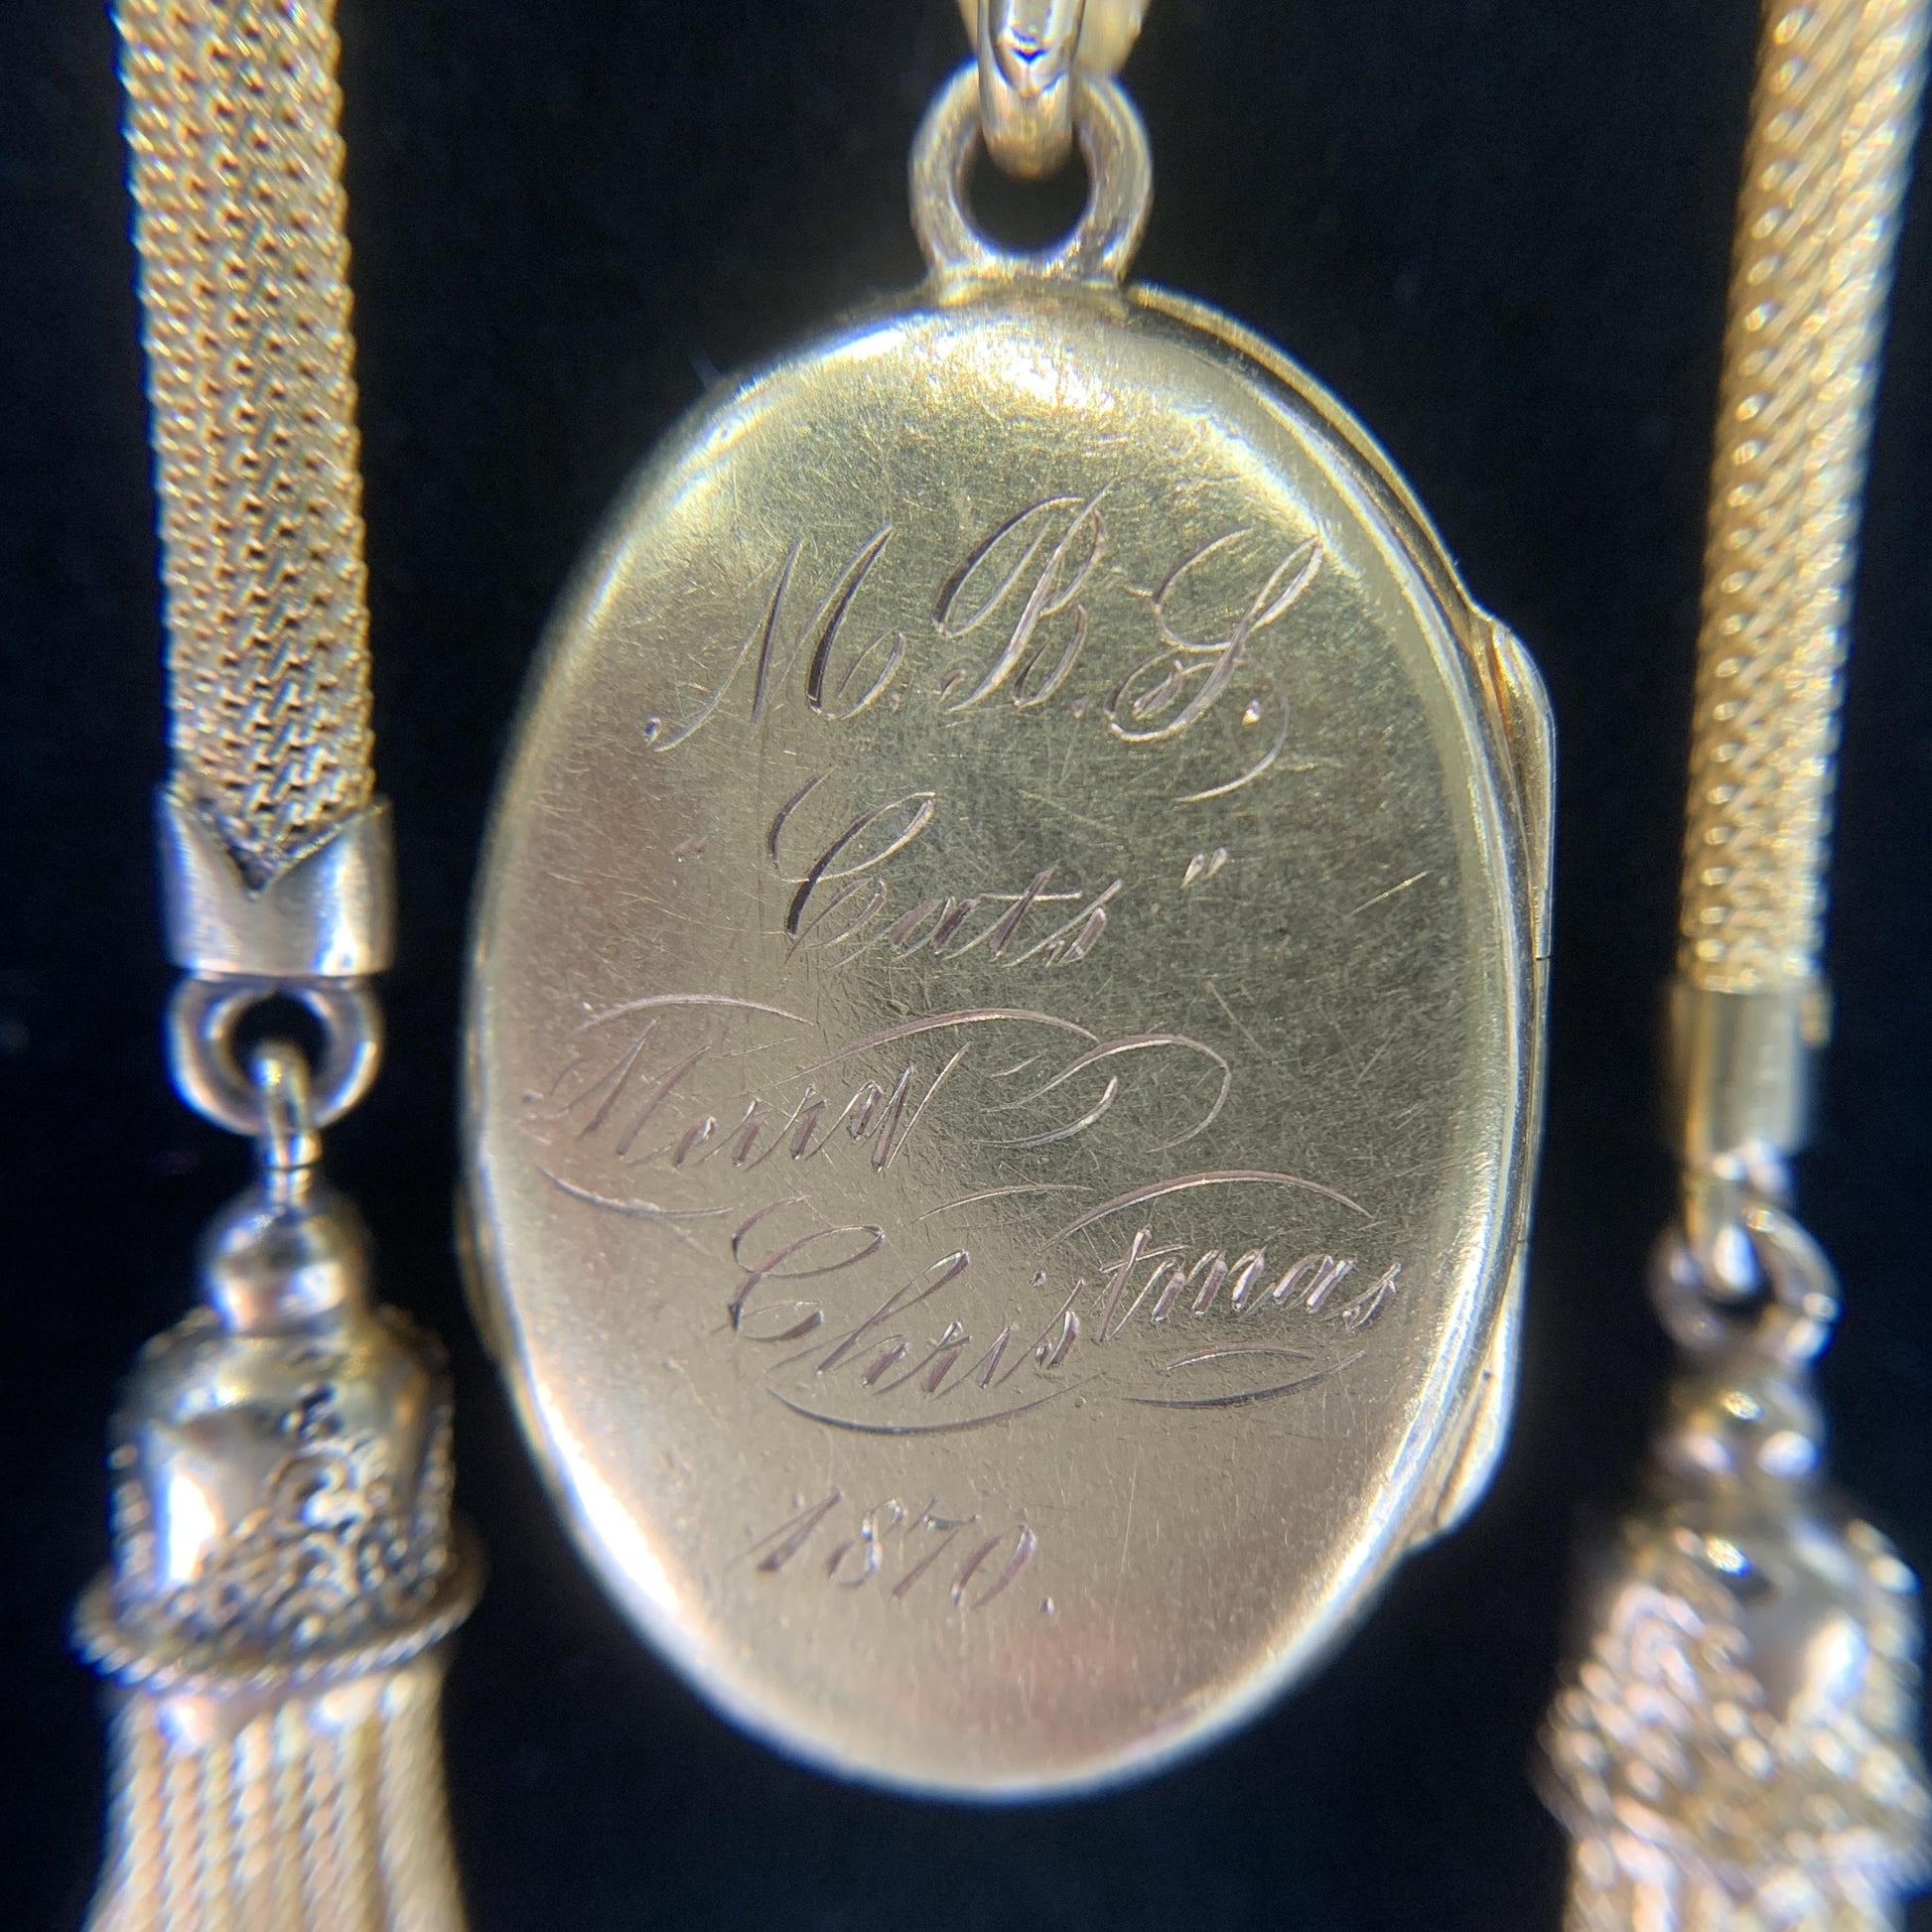 M.B.S.
"Cats"
Merry
Christmas
1870.